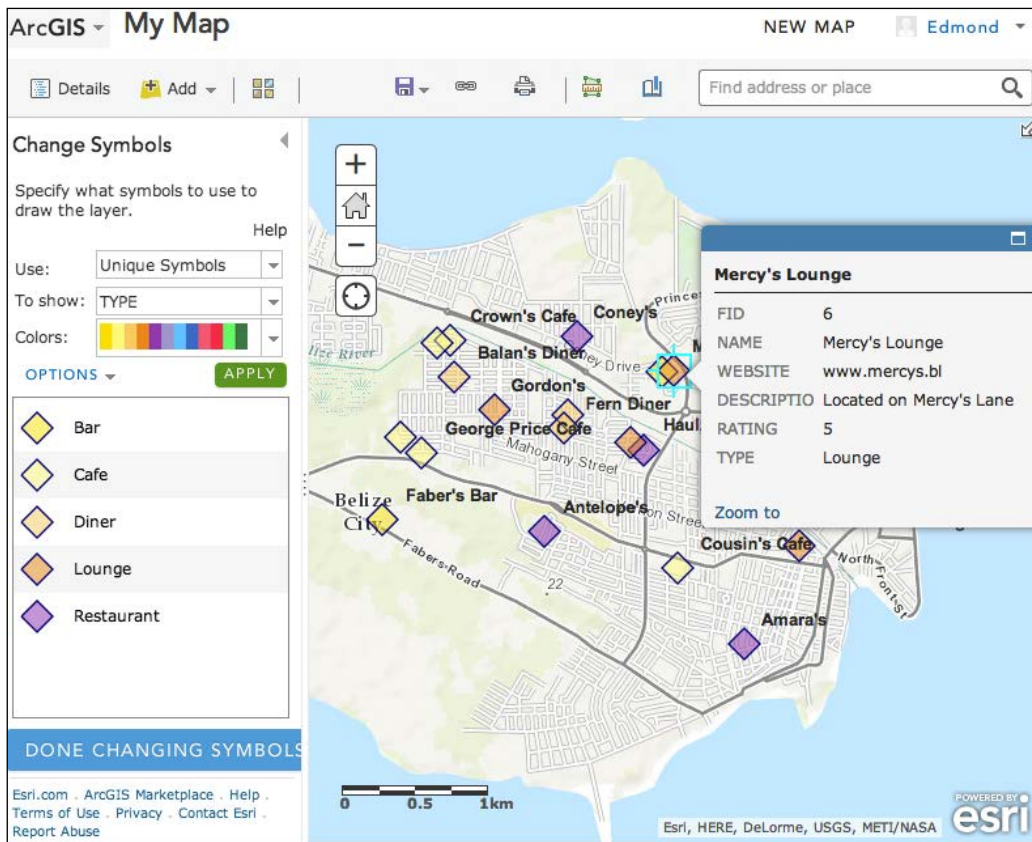 ArcGIS My Map NEW MAP Edmond
Details Add Find address or place
Change Symbols
Specify what symbols to use to
draw the layer.
Help
Use: Unique Symbols
To show: TYPE
Colors:
OPTIONS APPLY
Bar
Cafe
Diner
Lounge
Restaurant
DONE CHANGING SYMBOLS
Esri.com . ArcGIS Marketplace . Help .
Terms of Use . Privacy . Contact Esri .
Report Abuse
Crown's Cafe
Coney's
Balan's Diner
Gordon's
Fern Diner
George Price Cafe
Mahogany Street
Belize
City
Faber's Bar
Antelope's
Fabers Road
22
Cousin's Cafe
North Front St
Amara's
Mercy's Lounge
FID 6
NAME Mercy's Lounge
WEBSITE www.mercys.bl
DESCRIPTIO Located on Mercy's Lane
RATING 5
TYPE Lounge
Zoom to
0 0.5 1km
Esri, HERE, DeLorme, USGS, METI/NASA
POWERED BY
esri